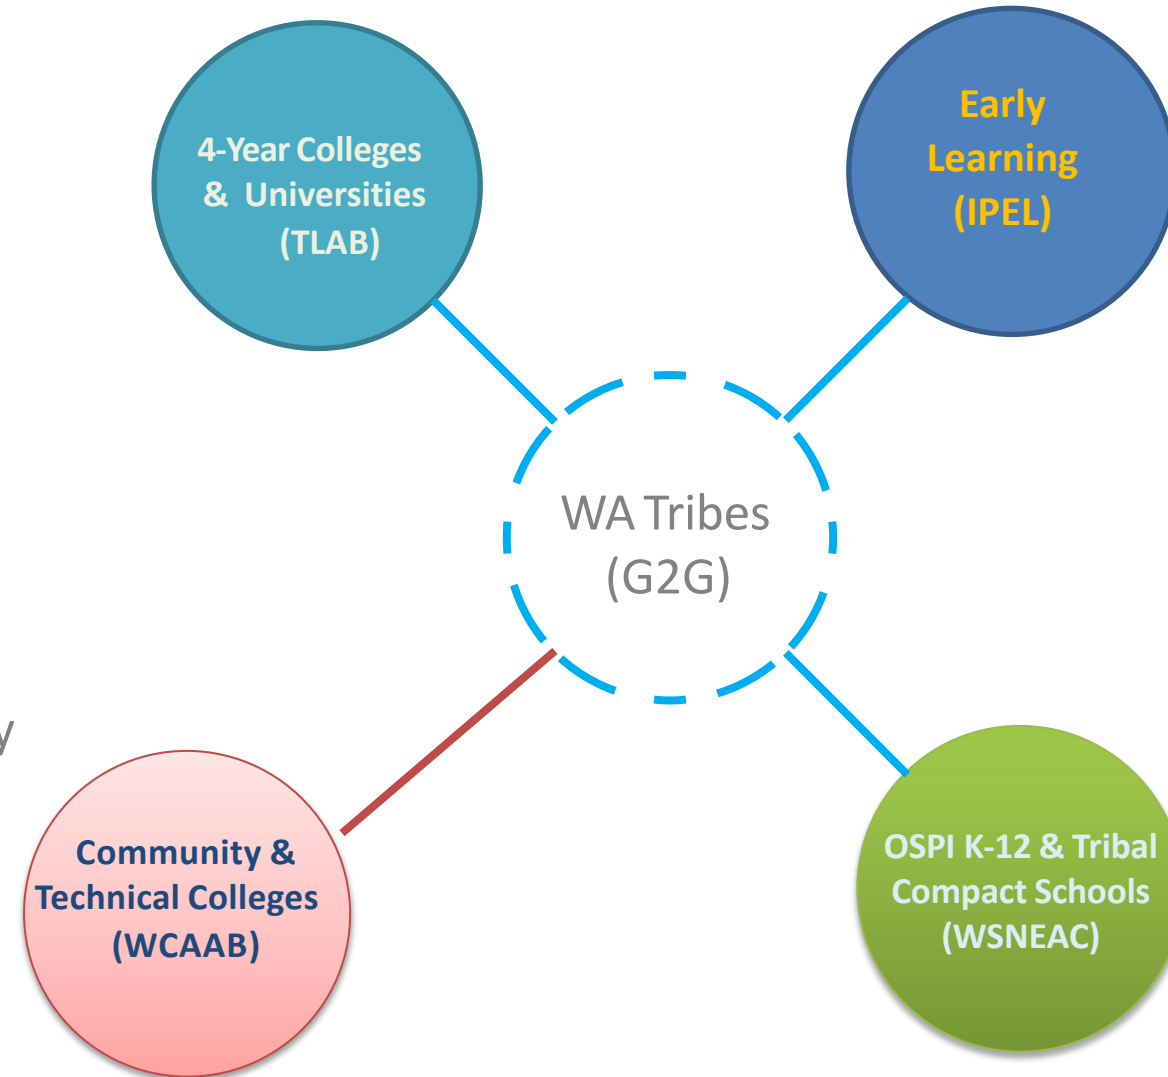 4-Year Colleges
& Universities
(TLAB)
Early
Learning
(IPEL)
WA Tribes
(G2G)
y
Community &
Technical Colleges
(WCAAB)
OSPI K-12 & Tribal
Compact Schools
(WSNEAC)